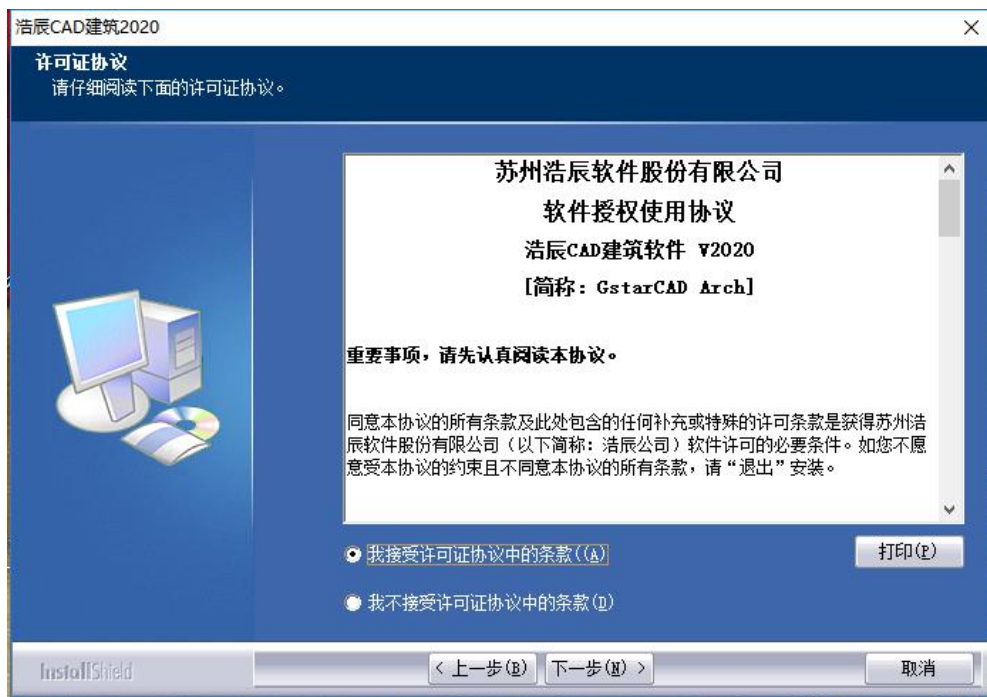 浩辰CAD建筑2020
许可证协议
请仔细阅读下面的许可证协议。
苏州浩辰软件股份有限公司
软件授权使用协议
浩辰CAD建筑软件 V2020
[简称：GstarCAD Arch]
重要事项，请先认真阅读本协议。
同意本协议的所有条款及此处包含的任何补充或特殊的许可条款是获得苏州浩
辰软件股份有限公司（以下简称：浩辰公司）软件许可的必要条件。如您不愿
意受本协议的约束且不同意本协议的所有条款，请“退出”安装。
我接受许可证协议中的条款((A)
打印(P)
我不接受许可证协议中的条款(D)
InstallShield
< 上一步(B)
下一步(N) >
取消